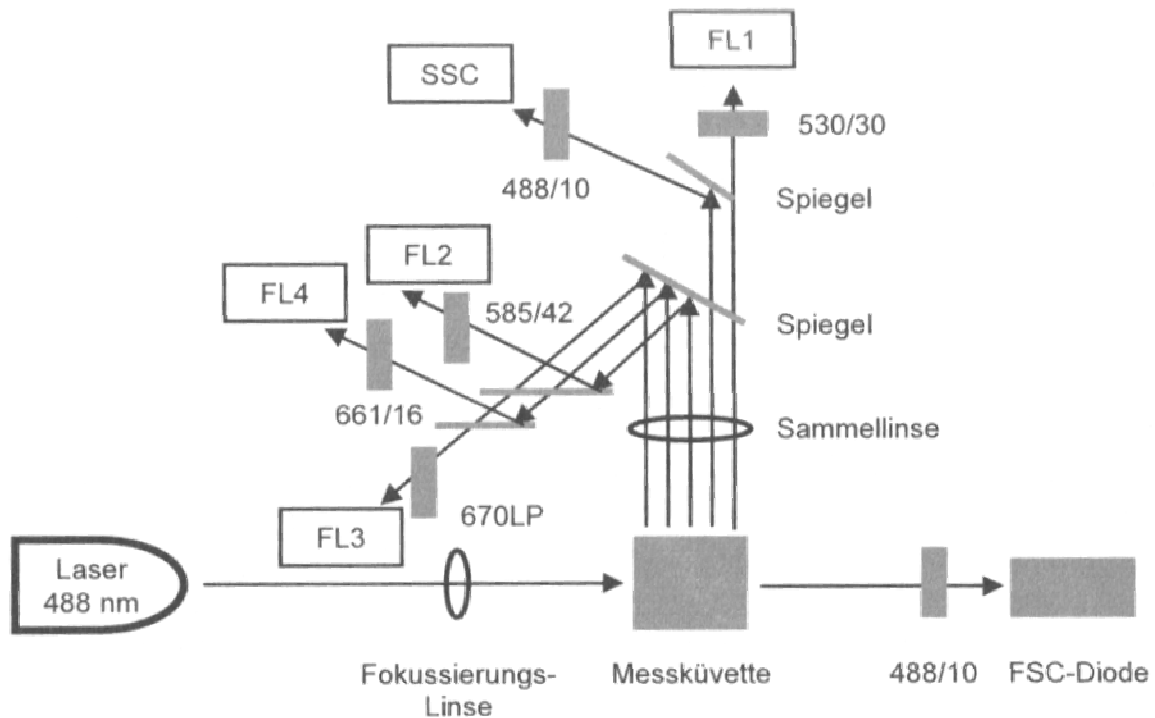 FL1
SSC
530/30
488/10
Spiegel
FL2
FL4
585/42
Spiegel
661/16
Sammellinse
670LP
FL3
Laser
488 nm
Fokussierungs-
Linse
Messküvette
488/10
FSC-Diode